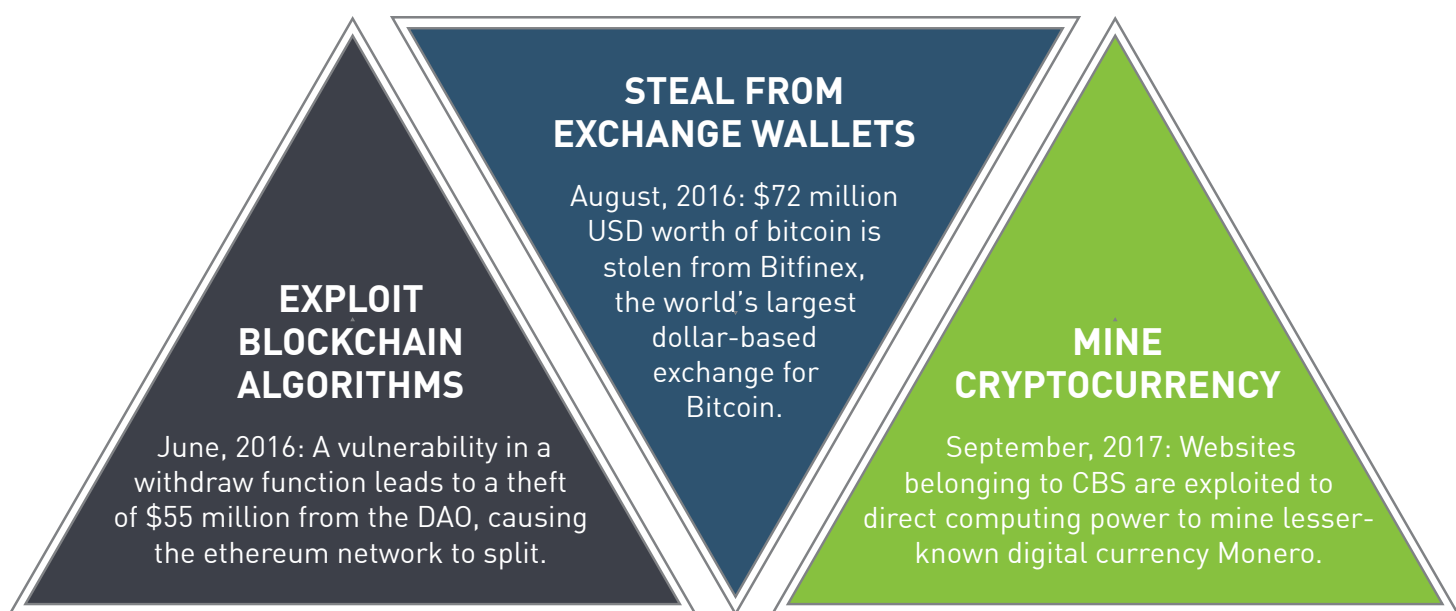 EXPLOIT
BLOCKCHAIN
ALGORITHMS
June, 2016: A vulnerability in a
withdraw function leads to a theft
of $55 million from the DAO, causing
the ethereum network to split.
STEAL FROM
EXCHANGE WALLETS
August, 2016: $72 million
USD worth of bitcoin is
stolen from Bitfinex,
the world's largest
dollar-based
exchange for
Bitcoin.
MINE
CRYPTOCURRENCY
September, 2017: Websites
belonging to CBS are exploited to
direct computing power to mine lesser-
known digital currency Monero.